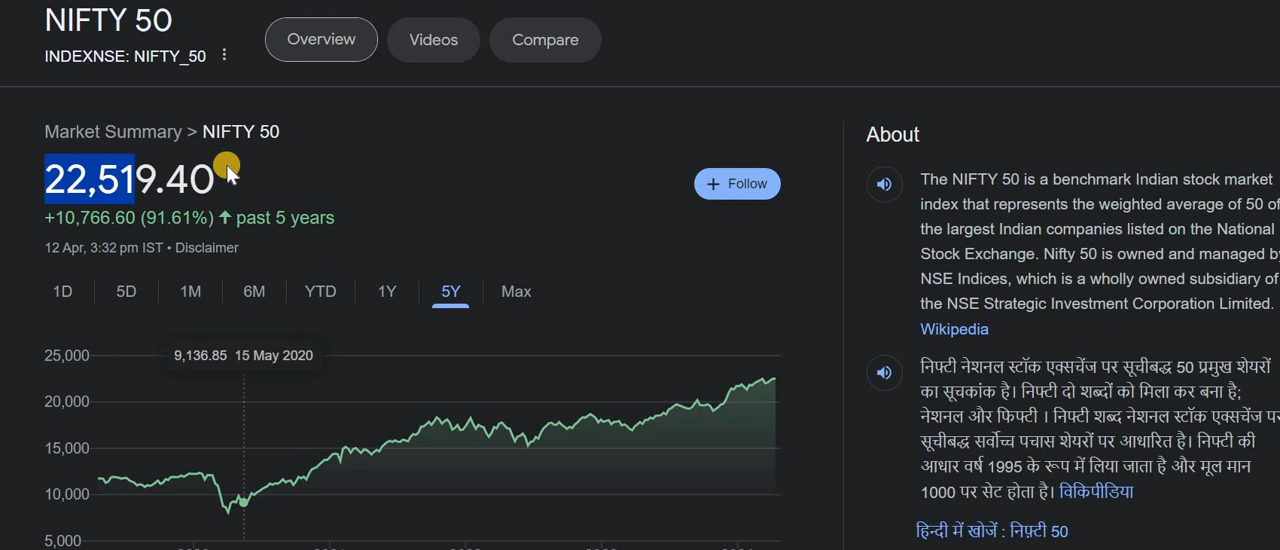 NIFTY 50
INDEXNSE: NIFTY_50
Overview
Videos
Compare
Market Summary > NIFTY 50
22,519.40
+10,766.60 (91.61%) ↑ past 5 years
12 Apr, 3:32 pm IST • Disclaimer
+ Follow
1D 5D 1M 6M YTD 1Y 5Y Max
9,136.85 15 May 2020
25,000
20,000
15,000
10,000
5,000
About
The NIFTY 50 is a benchmark Indian stock market
index that represents the weighted average of 50 of
the largest Indian companies listed on the National
Stock Exchange. Nifty 50 is owned and managed by
NSE Indices, which is a wholly owned subsidiary of
the NSE Strategic Investment Corporation Limited.
Wikipedia
निफ्टी नेशनल स्टॉक एक्सचेंज पर सूचीबद्ध 50 प्रमुख शेयरों
का सूचकांक है। निफ्टी दो शब्दों को मिला कर बना है;
नेशनल और फिफ्टी । निफ्टी शब्द नेशनल स्टॉक एक्सचेंज पर
सूचीबद्ध सर्वोच्च पचास शेयरों पर आधारित है। निफ्टी की
आधार वर्ष 1995 के रूप में लिया जाता है और मूल मान
1000 पर सेट होता है। विकिपीडिया
हिन्दी में खोजें : निफ़्टी 50